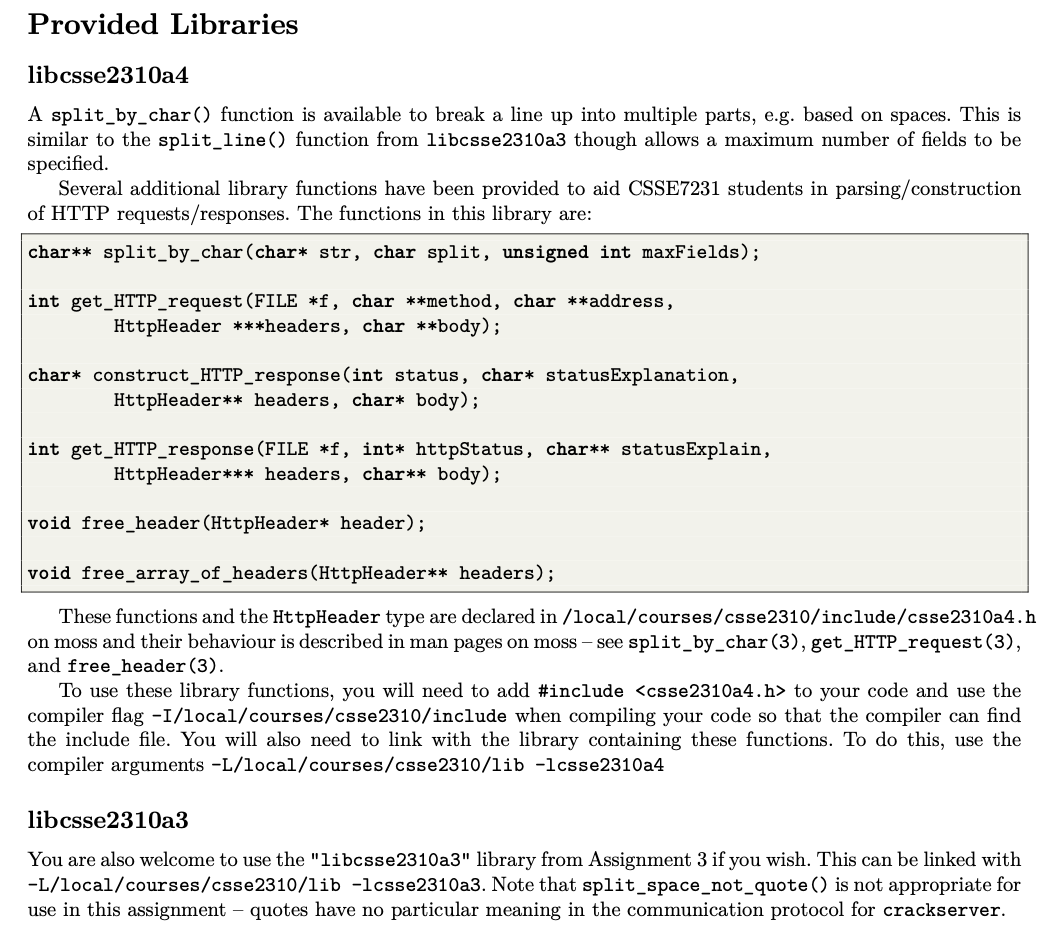 Provided Libraries
libcsse2310a4
A split_by_char() function is available to break a line up into multiple parts, e.g. based on spaces. This is
similar to the split_line() function from libcsse2310a3 though allows a maximum number of fields to be
specified.
Several additional library functions have been provided to aid CSSE7231 students in parsing/construction
of HTTP requests/responses. The functions in this library are:
char** split_by_char(char* str, char split, unsigned int maxFields);
int get_HTTP_request(FILE *f, char **method, char **address,
HttpHeader ***headers, char **body);
char* construct_HTTP_response(int status, char* statusExplanation,
HttpHeader** headers, char* body);
int get_HTTP_response(FILE *f, int* httpStatus, char** statusExplain,
HttpHeader*** headers, char** body);
void free_header(HttpHeader* header);
void free_array_of_headers(HttpHeader** headers);
These functions and the HttpHeader type are declared in /local/courses/csse2310/include/csse2310a4.h
on moss and their behaviour is described in man pages on moss – see split_by_char(3), get_HTTP_request(3),
and free_header(3).
To use these library functions, you will need to add #include <csse2310a4.h> to your code and use the
compiler flag -I/local/courses/csse2310/include when compiling your code so that the compiler can find
the include file. You will also need to link with the library containing these functions. To do this, use the
compiler arguments -L/local/courses/csse2310/lib -lcsse2310a4
libcsse2310a3
You are also welcome to use the "libcsse2310a3" library from Assignment 3 if you wish. This can be linked with
-L/local/courses/csse2310/lib -lcsse2310a3. Note that split_space_not_quote() is not appropriate for
use in this assignment – quotes have no particular meaning in the communication protocol for crackserver.